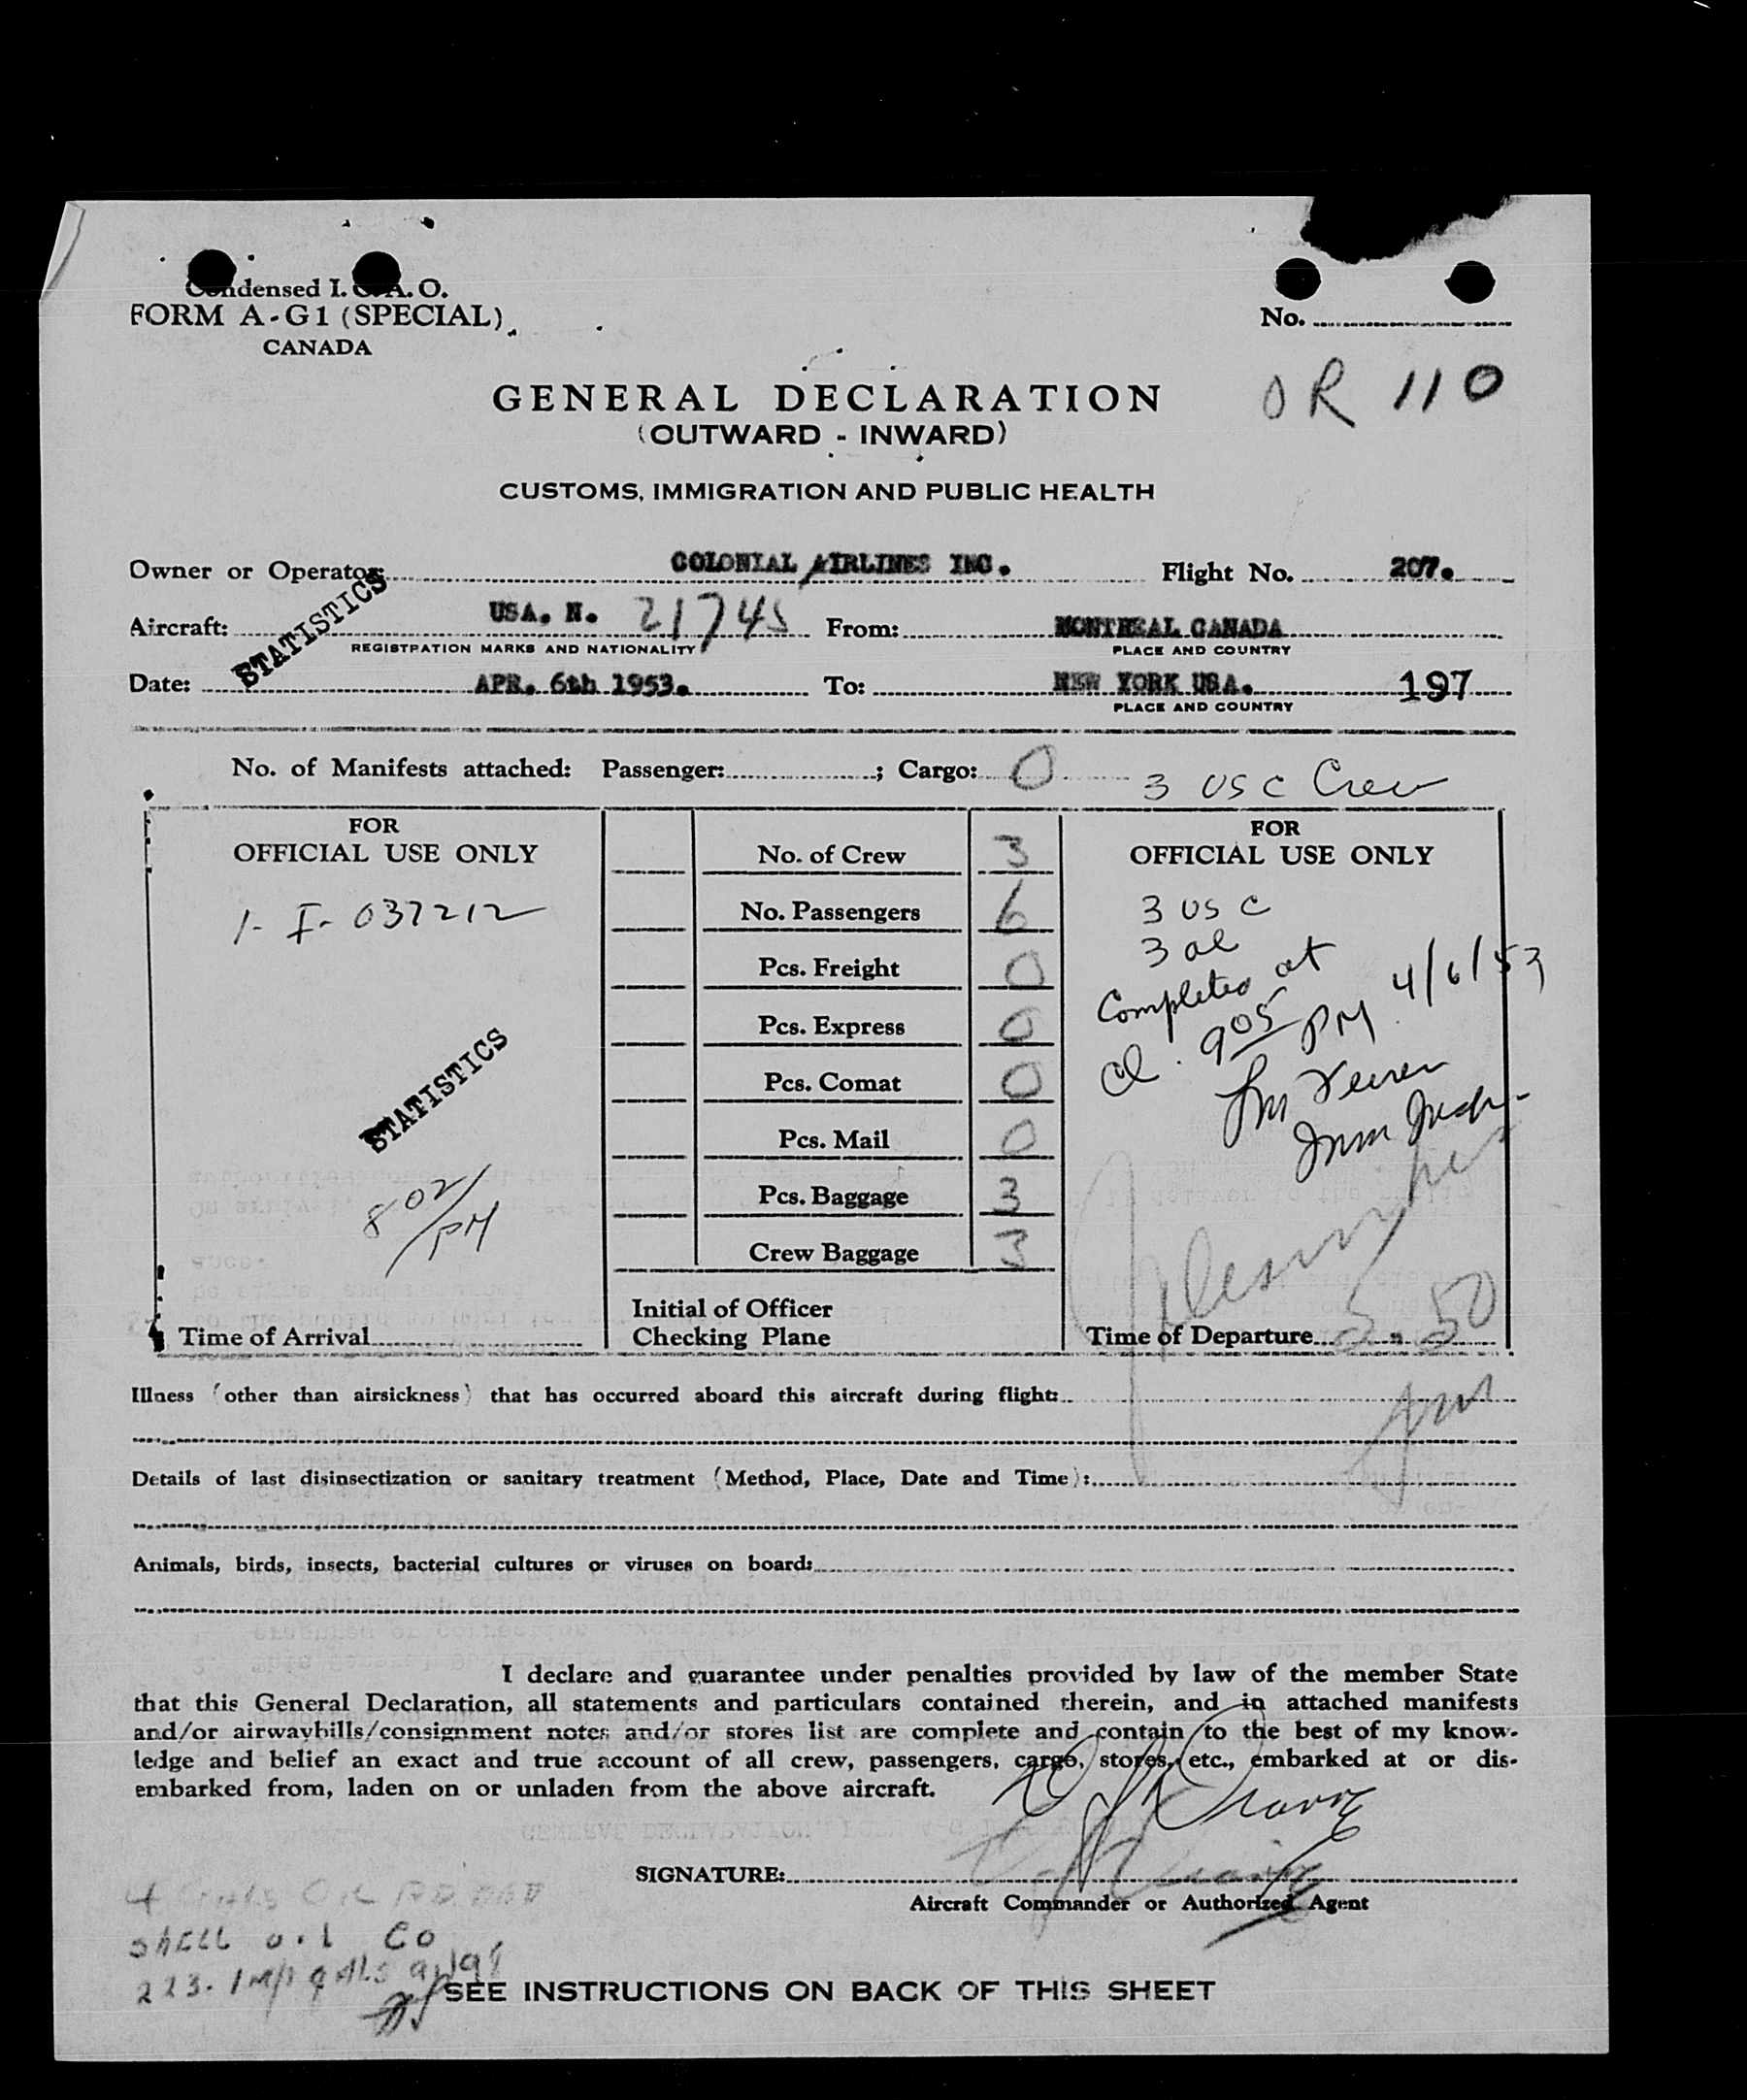 Condensed I.C.A.O.
FORM A-G1 (SPECIAL)
CANADA
No.
OR 110
GENERAL DECLARATION
(OUTWARD - INWARD)
CUSTOMS, IMMIGRATION AND PUBLIC HEALTH
Owner or Operator: COLONIAL AIRLINES INC. Flight No. 207.
Aircraft: USA. N. 21745 From: MONTREAL CANADA
REGISTRATION MARKS AND NATIONALITY PLACE AND COUNTRY
STATISTICS
Date: APR. 6th 1953. To: NEW YORK USA. 197
PLACE AND COUNTRY
No. of Manifests attached: Passenger: ; Cargo: 0 3 USC Crew
FOR
OFFICIAL USE ONLY
1- I- 037212
STATISTICS
802 PM
Time of Arrival
No. of Crew 3
No. Passengers 6
Pcs. Freight 0
Pcs. Express 0
Pcs. Comat 0
Pcs. Mail 0
Pcs. Baggage 3
Crew Baggage 3
Initial of Officer
Checking Plane
FOR
OFFICIAL USE ONLY
3 USC
3 al
Completed at
905 PM 4/6/53
Time of Departure 5.50
Illness (other than airsickness) that has occurred aboard this aircraft during flight:
Details of last disinsectization or sanitary treatment (Method, Place, Date and Time):
Animals, birds, insects, bacterial cultures or viruses on board:
I declare and guarantee under penalties provided by law of the member State
that this General Declaration, all statements and particulars contained therein, and in attached manifests
and/or airwaybills/consignment notes and/or stores list are complete and contain to the best of my know-
ledge and belief an exact and true account of all crew, passengers, cargo, stores, etc., embarked at or dis-
embarked from, laden on or unladen from the above aircraft.
SIGNATURE:
Aircraft Commander or Authorized Agent
SHELL OIL CO
223. IMP GALS
SEE INSTRUCTIONS ON BACK OF THIS SHEET